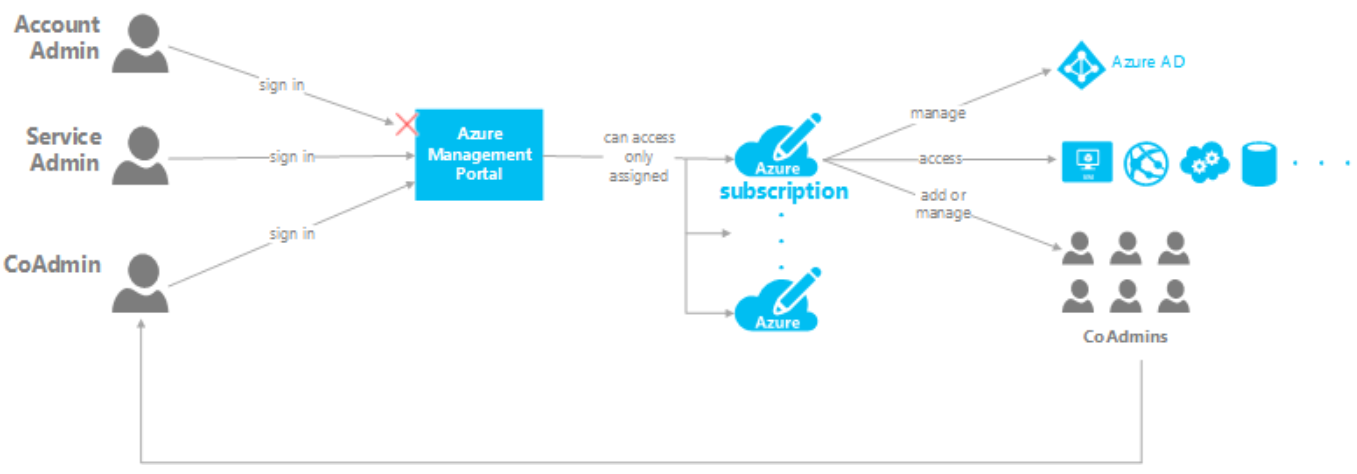 Account
Admin
sign in
Service
Admin
sign in
CoAdmin
sign in
Azure
Management
Portal
can access
only
assigned
Azure
subscription
Azure
manage
Azure AD
access
add or
manage
CoAdmins